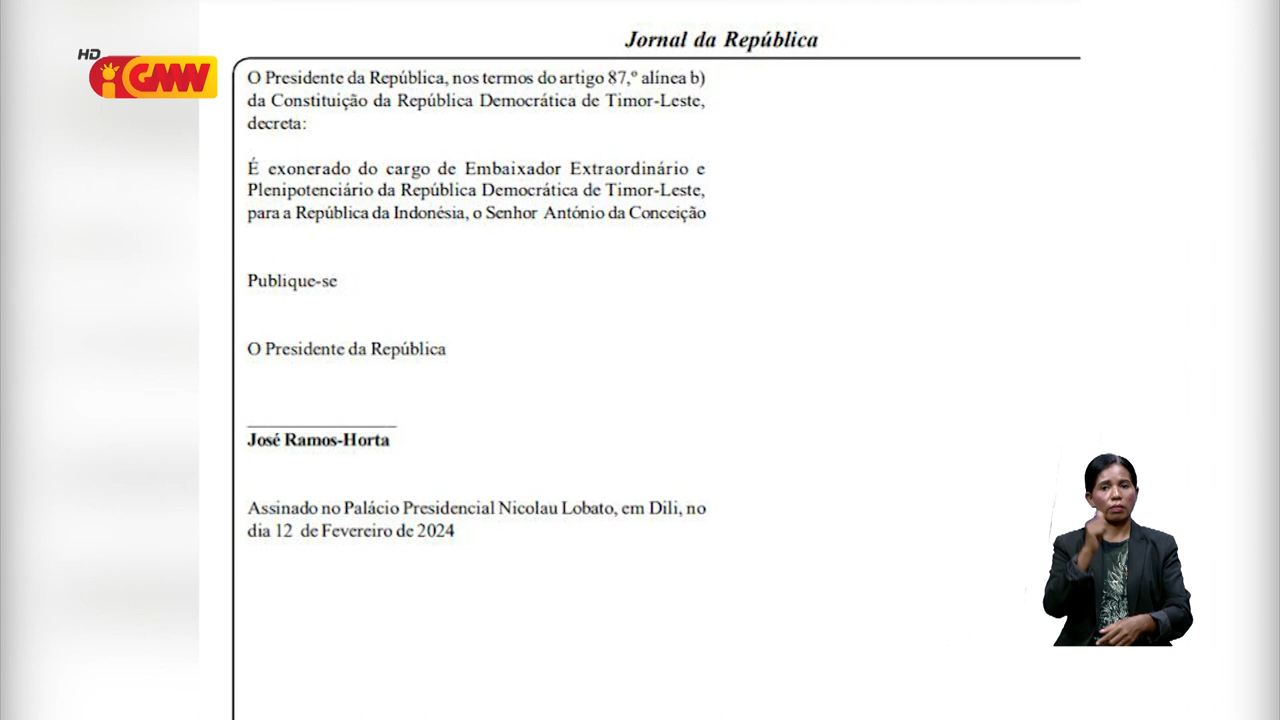 Jornal da República
HD
GMW
O Presidente da República, nos termos do artigo 87,º alínea b)
da Constituição da República Democrática de Timor-Leste,
decreta:
É exonerado do cargo de Embaixador Extraordinário e
Plenipotenciário da República Democrática de Timor-Leste,
para a República da Indonésia, o Senhor António da Conceição
Publique-se
O Presidente da República
José Ramos-Horta
Assinado no Palácio Presidencial Nicolau Lobato, em Dili, no
dia 12 de Fevereiro de 2024